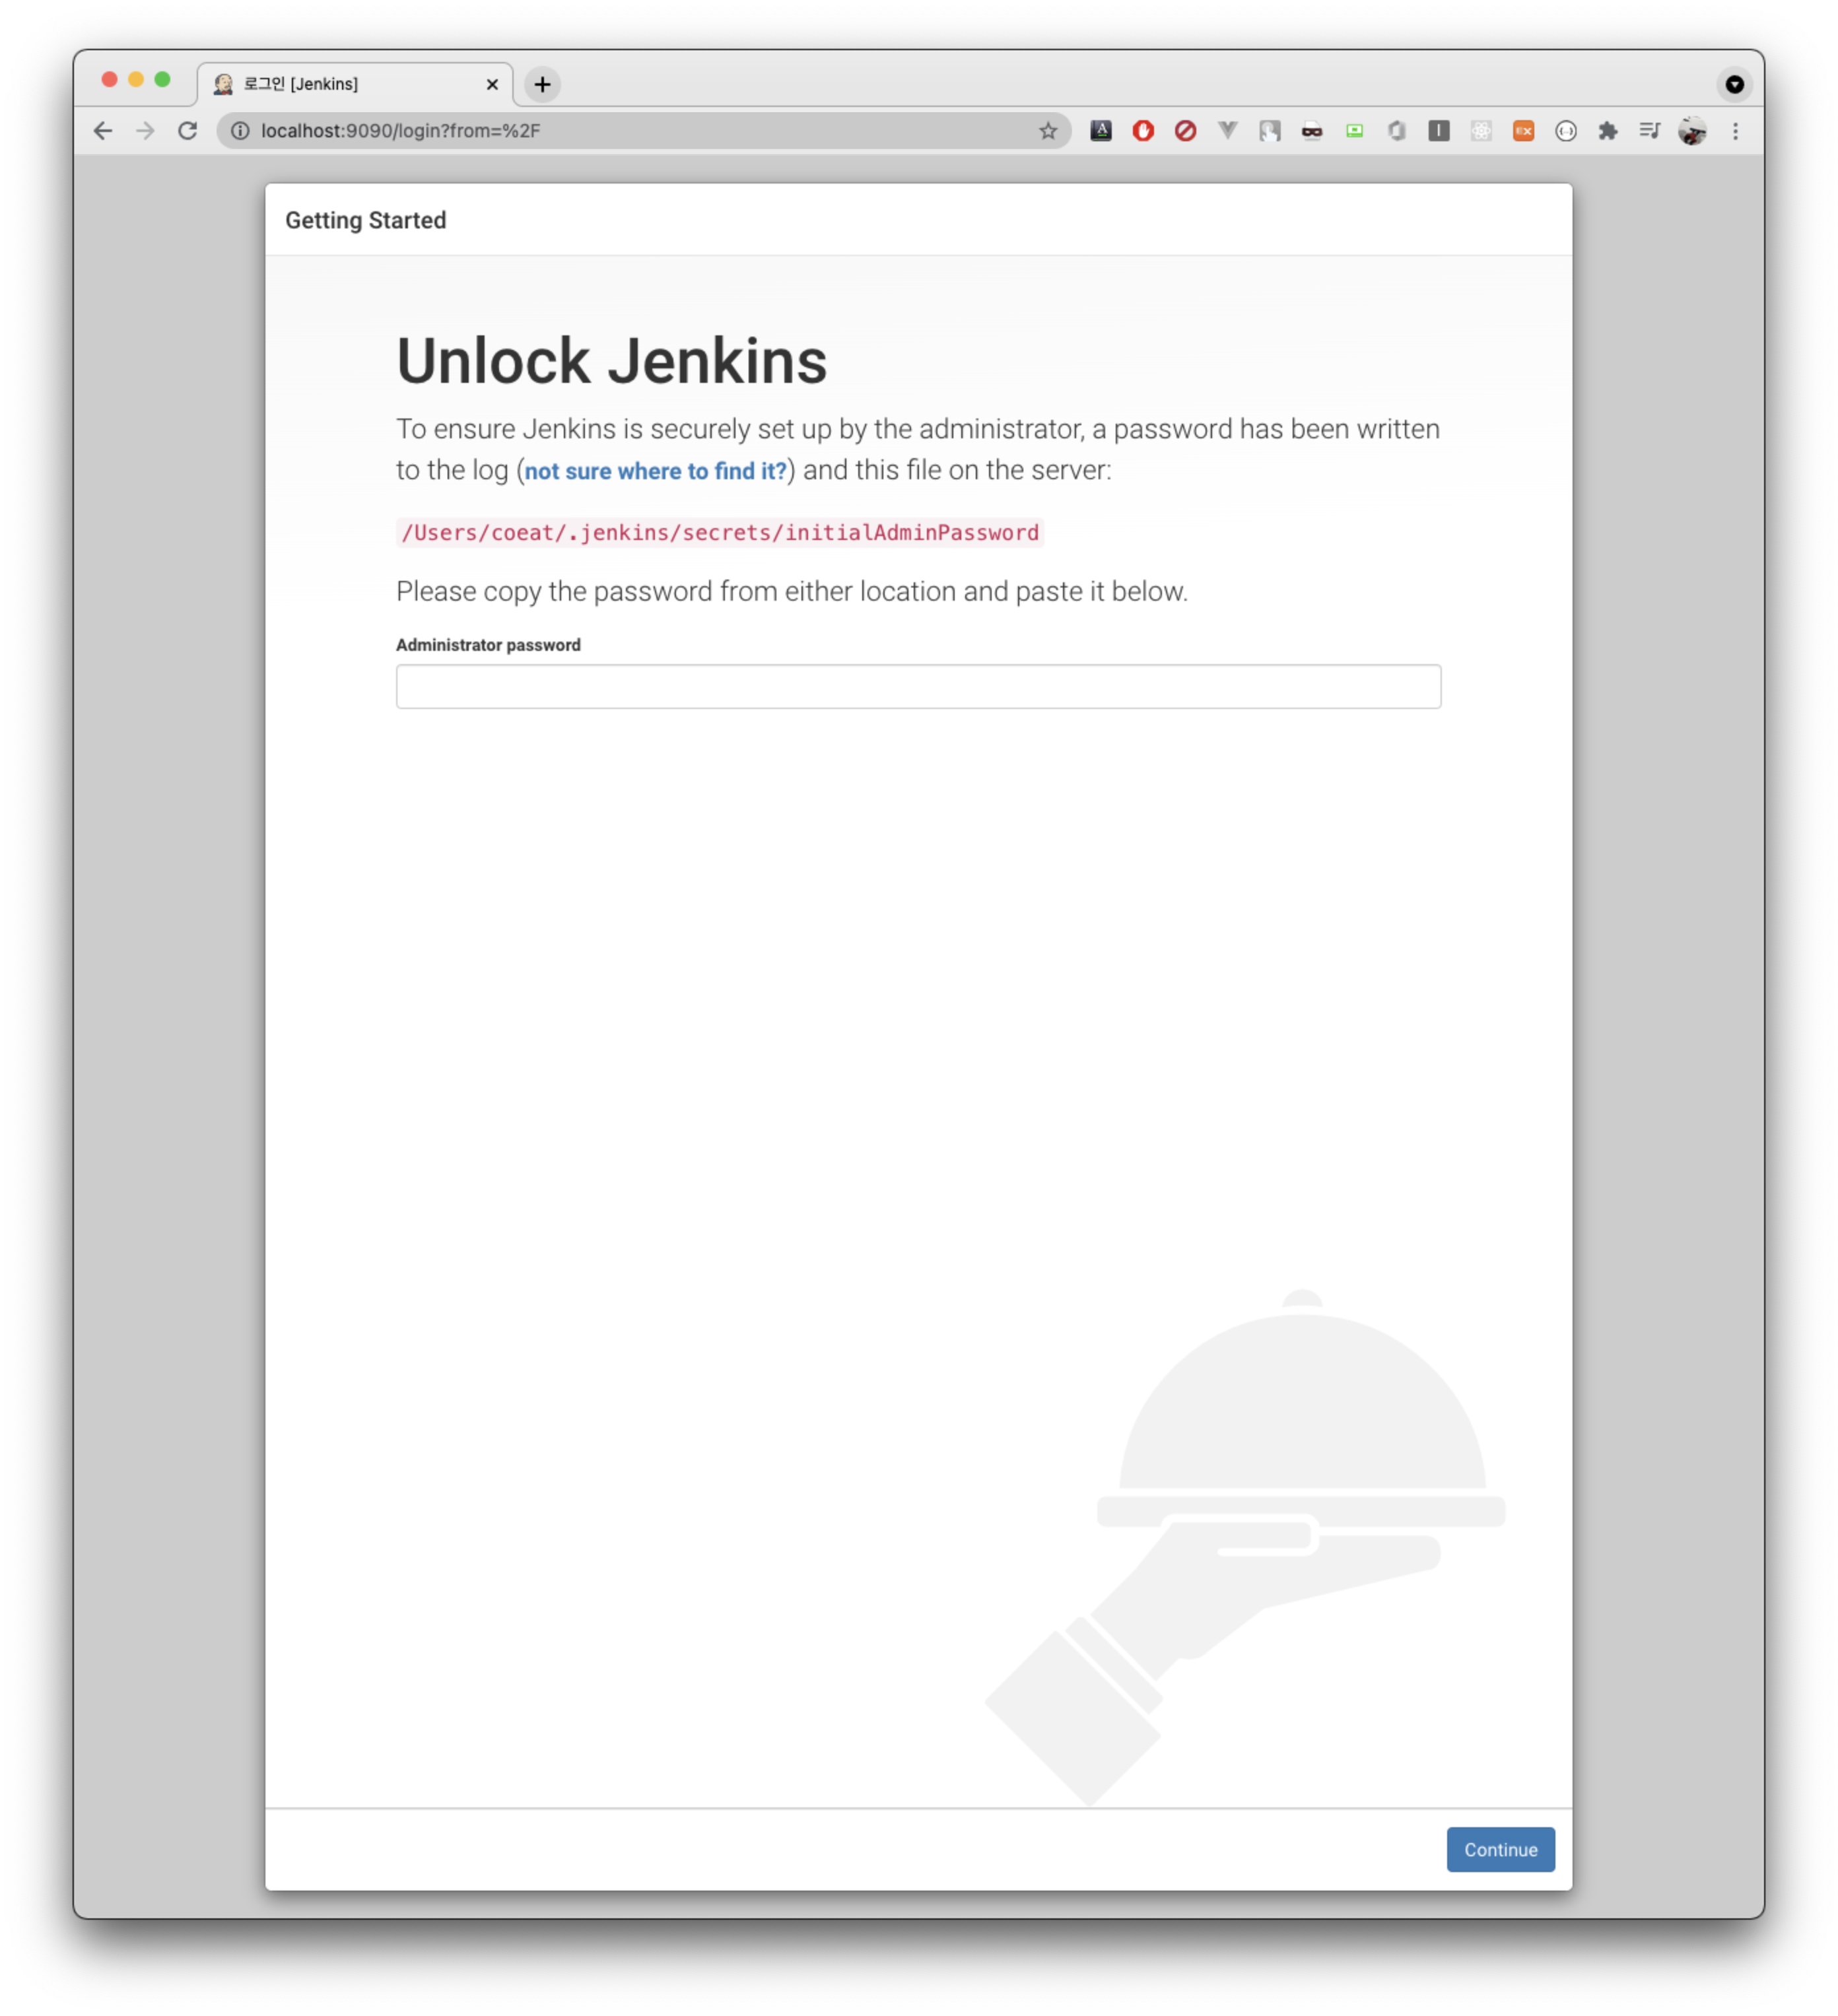 로그인 [Jenkins]
localhost:9090/login?from=%2F
Getting Started
Unlock Jenkins
To ensure Jenkins is securely set up by the administrator, a password has been written
to the log (not sure where to find it?) and this file on the server:
/Users/coeat/.jenkins/secrets/initialAdminPassword
Please copy the password from either location and paste it below.
Administrator password
Continue